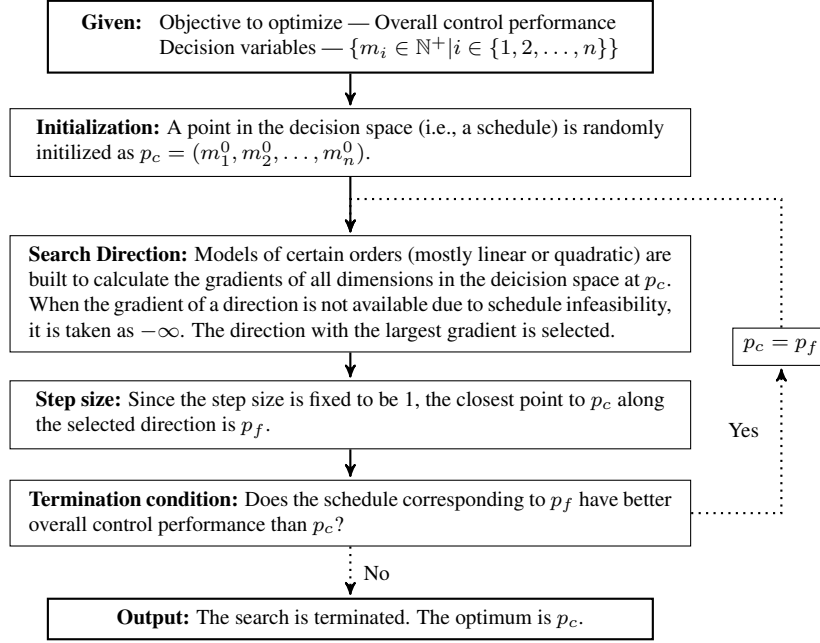 Given: Objective to optimize — Overall control performance
Decision variables — {m_i ∈ ℕ⁺|i ∈ {1, 2, . . . , n}}
Initialization: A point in the decision space (i.e., a schedule) is randomly
initilized as p_c = (m_1^0, m_2^0, . . . , m_n^0).
Search Direction: Models of certain orders (mostly linear or quadratic) are
built to calculate the gradients of all dimensions in the deicision space at p_c.
When the gradient of a direction is not available due to schedule infeasibility,
it is taken as −∞. The direction with the largest gradient is selected.
p_c = p_f
Step size: Since the step size is fixed to be 1, the closest point to p_c along
the selected direction is p_f.
Yes
Termination condition: Does the schedule corresponding to p_f have better
overall control performance than p_c?
No
Output: The search is terminated. The optimum is p_c.